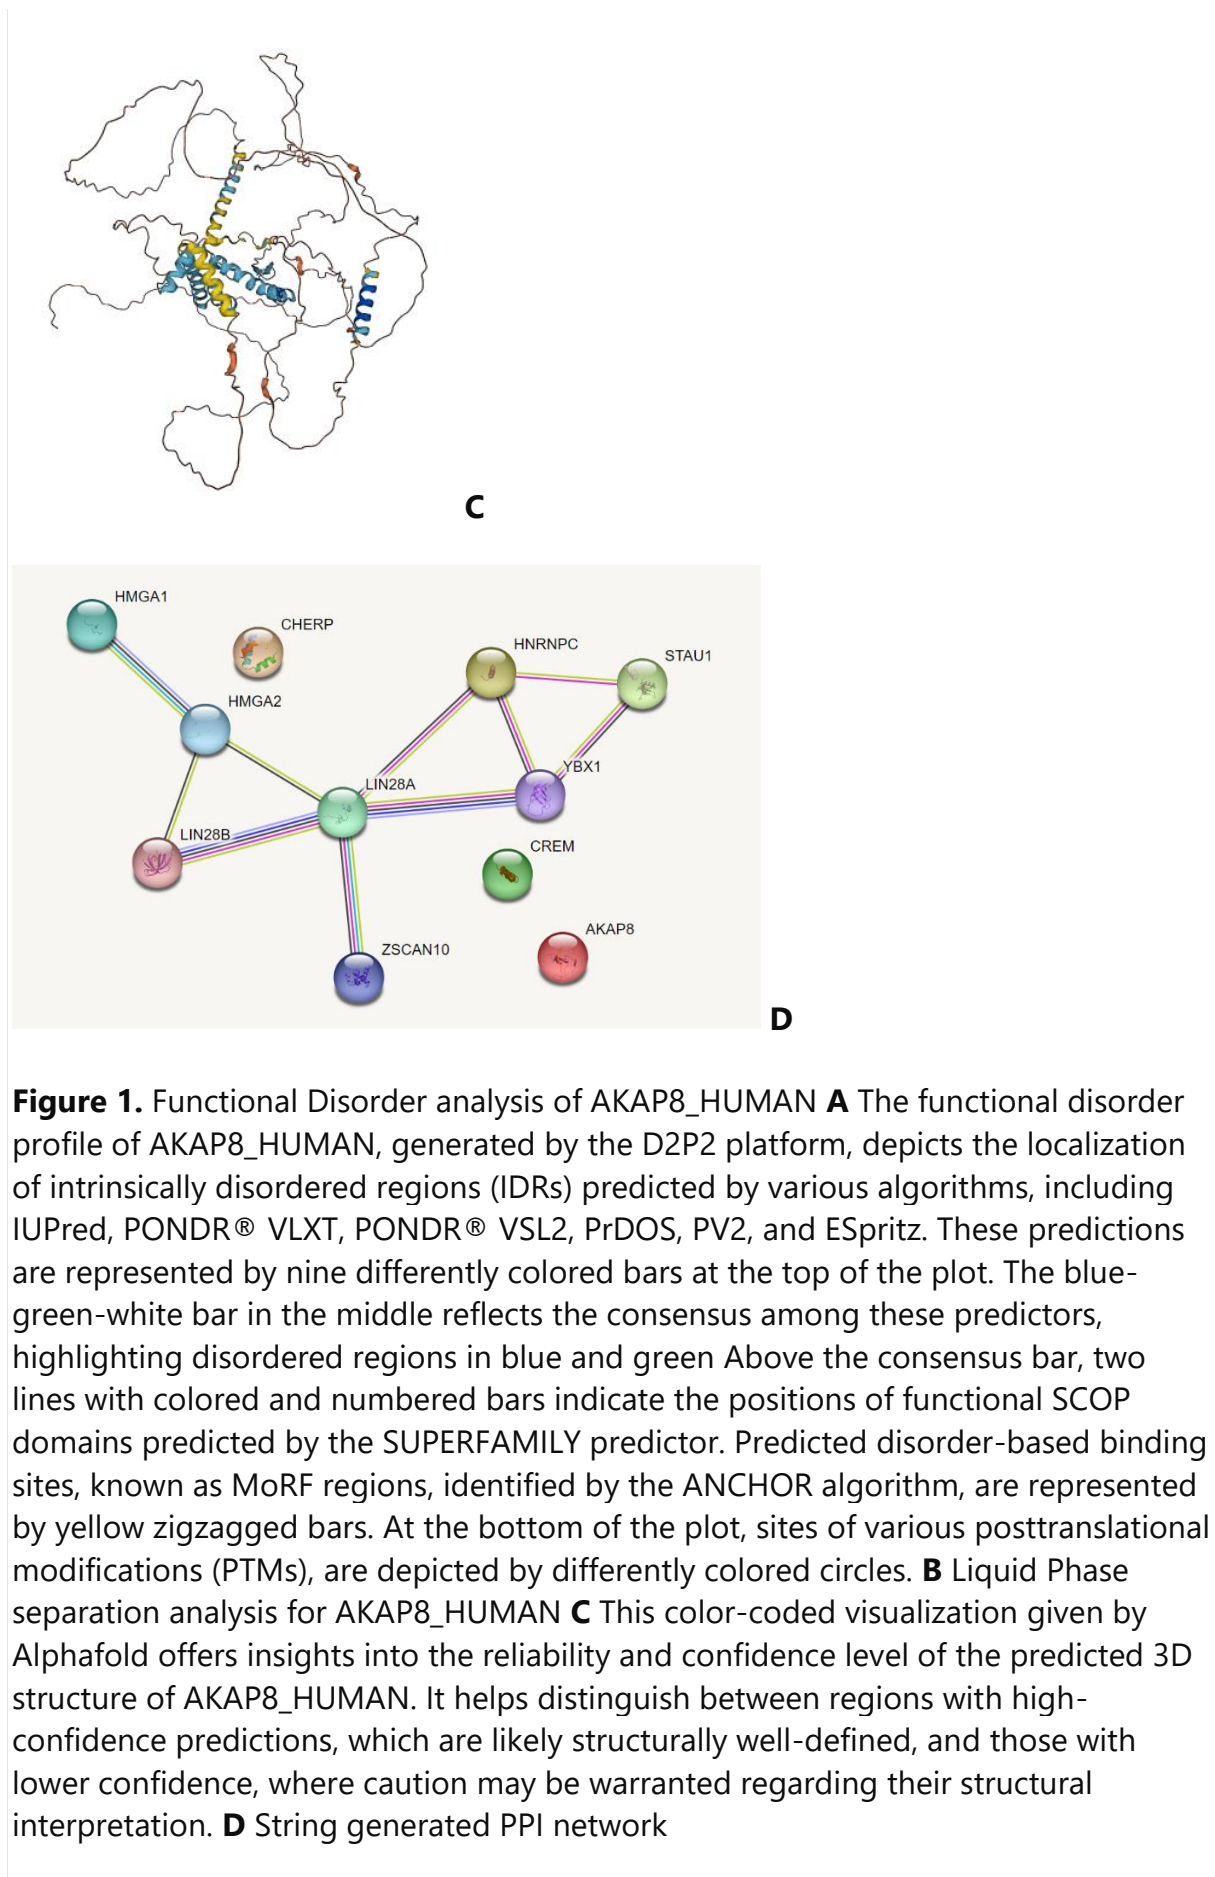 C
HMGA1
CHERP
HNRNPC
STAU1
HMGA2
YBX1
LIN28A
LIN28B
CREM
AKAP8
ZSCAN10
D
Figure 1. Functional Disorder analysis of AKAP8_HUMAN A The functional disorder
profile of AKAP8_HUMAN, generated by the D2P2 platform, depicts the localization
of intrinsically disordered regions (IDRs) predicted by various algorithms, including
IUPred, PONDR® VLXT, PONDR® VSL2, PrDOS, PV2, and ESpritz. These predictions
are represented by nine differently colored bars at the top of the plot. The blue-
green-white bar in the middle reflects the consensus among these predictors,
highlighting disordered regions in blue and green Above the consensus bar, two
lines with colored and numbered bars indicate the positions of functional SCOP
domains predicted by the SUPERFAMILY predictor. Predicted disorder-based binding
sites, known as MoRF regions, identified by the ANCHOR algorithm, are represented
by yellow zigzagged bars. At the bottom of the plot, sites of various posttranslational
modifications (PTMs), are depicted by differently colored circles. B Liquid Phase
separation analysis for AKAP8_HUMAN C This color-coded visualization given by
Alphafold offers insights into the reliability and confidence level of the predicted 3D
structure of AKAP8_HUMAN. It helps distinguish between regions with high-
confidence predictions, which are likely structurally well-defined, and those with
lower confidence, where caution may be warranted regarding their structural
interpretation. D String generated PPI network